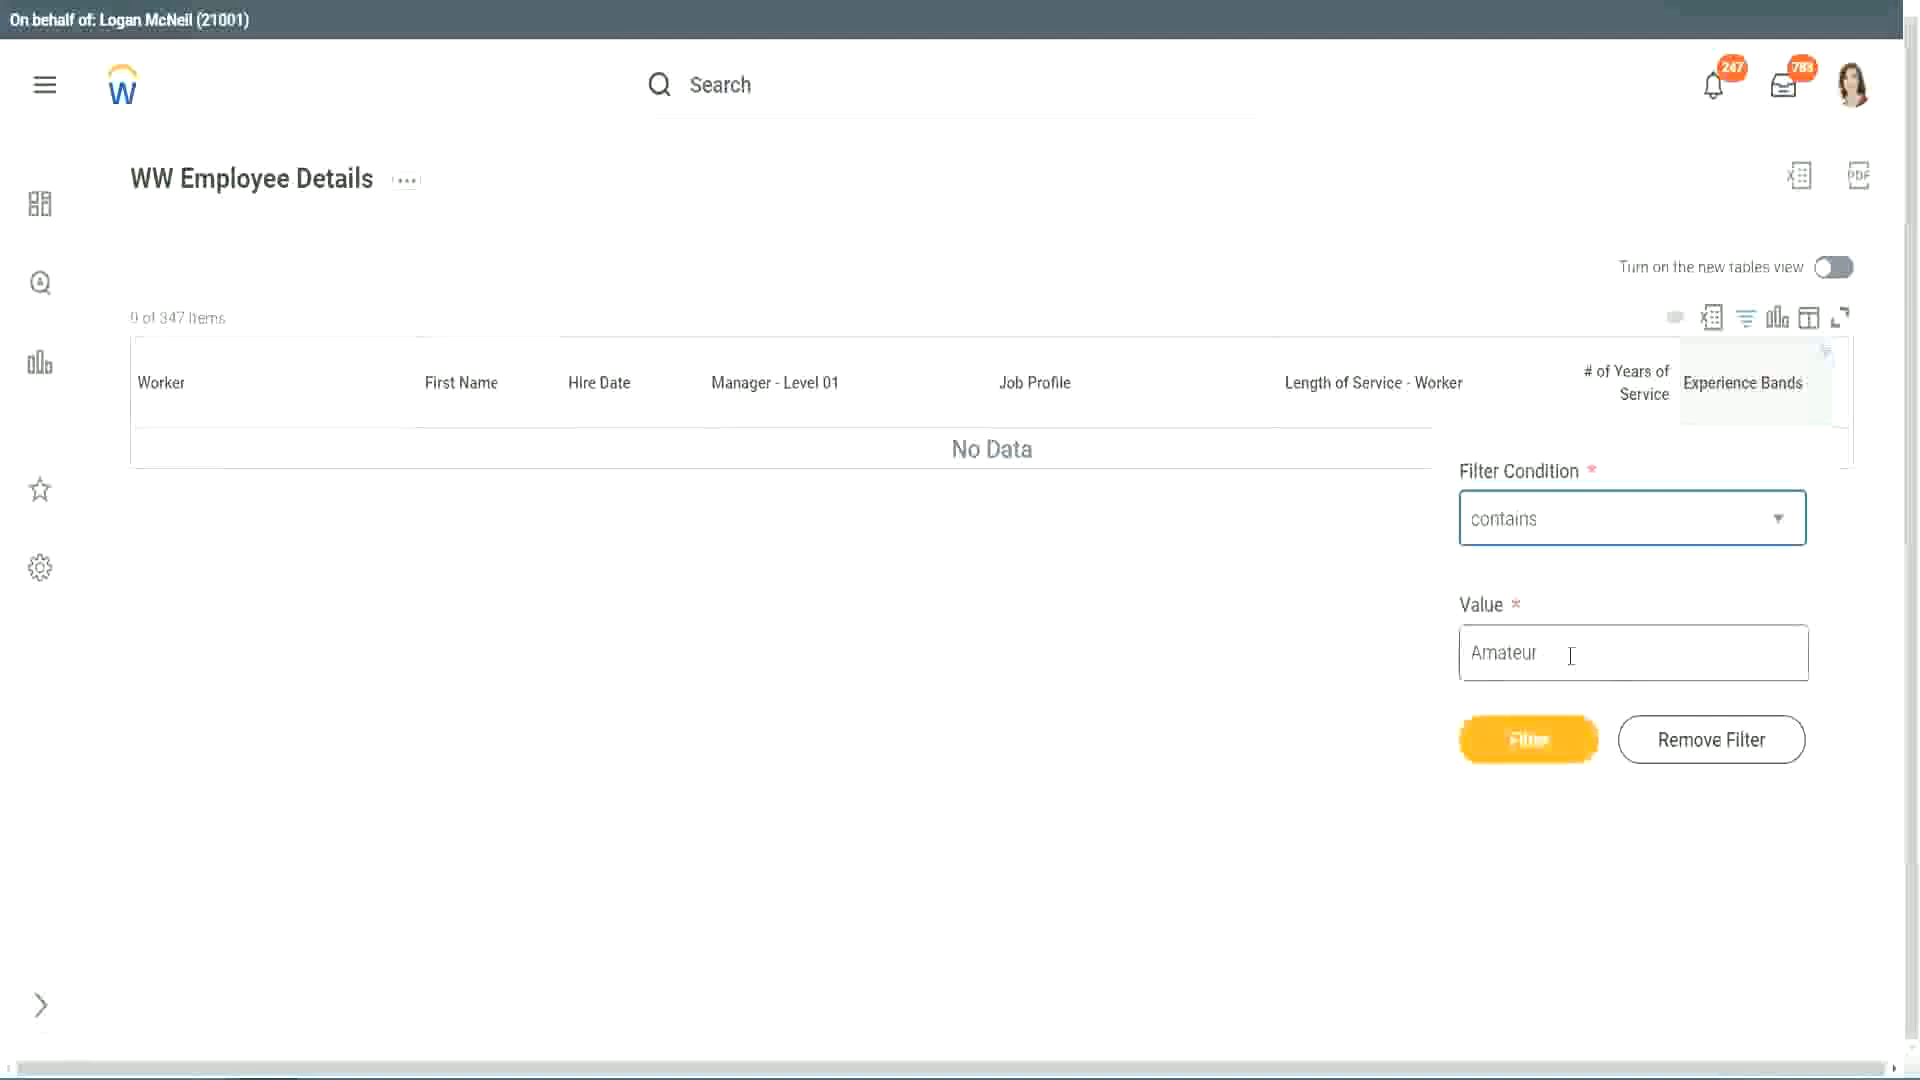 On behalf of: Logan McNeil (21001)
W
Search
247
783
WW Employee Details
X
PDF
Turn on the new tables view
0 of 347 items
X
Worker
First Name
Hire Date
Manager - Level 01
Job Profile
Length of Service - Worker
# of Years of
Service
Experience Bands
No Data
Filter Condition *
contains
Value *
Amateur
Filter
Remove Filter